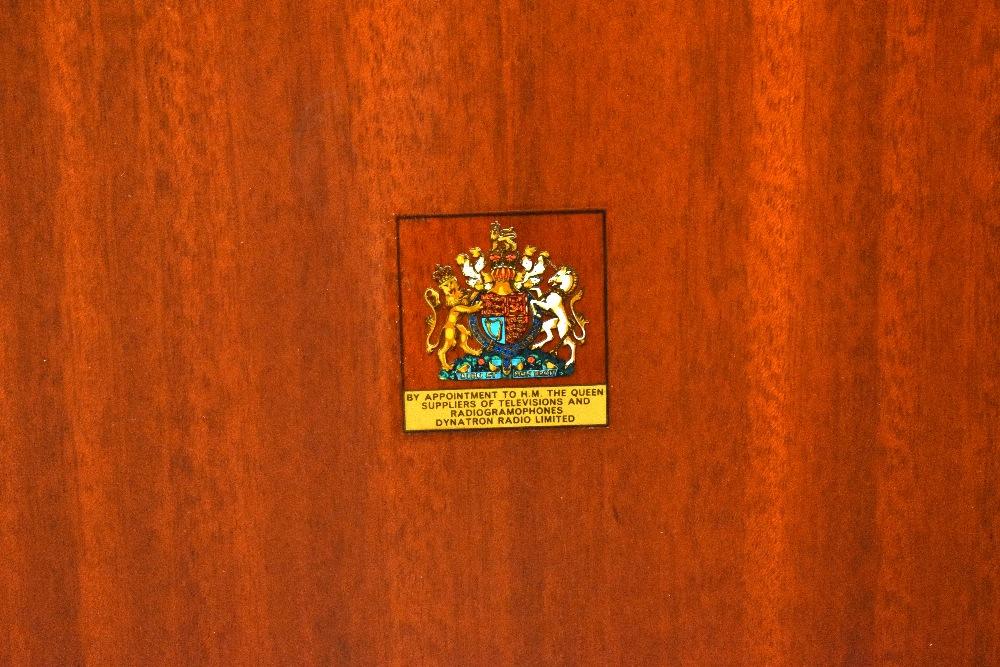 BY APPOINTMENT TO H.M. THE QUEEN
SUPPLIERS OF TELEVISIONS AND
RADIOGRAMOPHONES
DYNATRON RADIO LIMITED